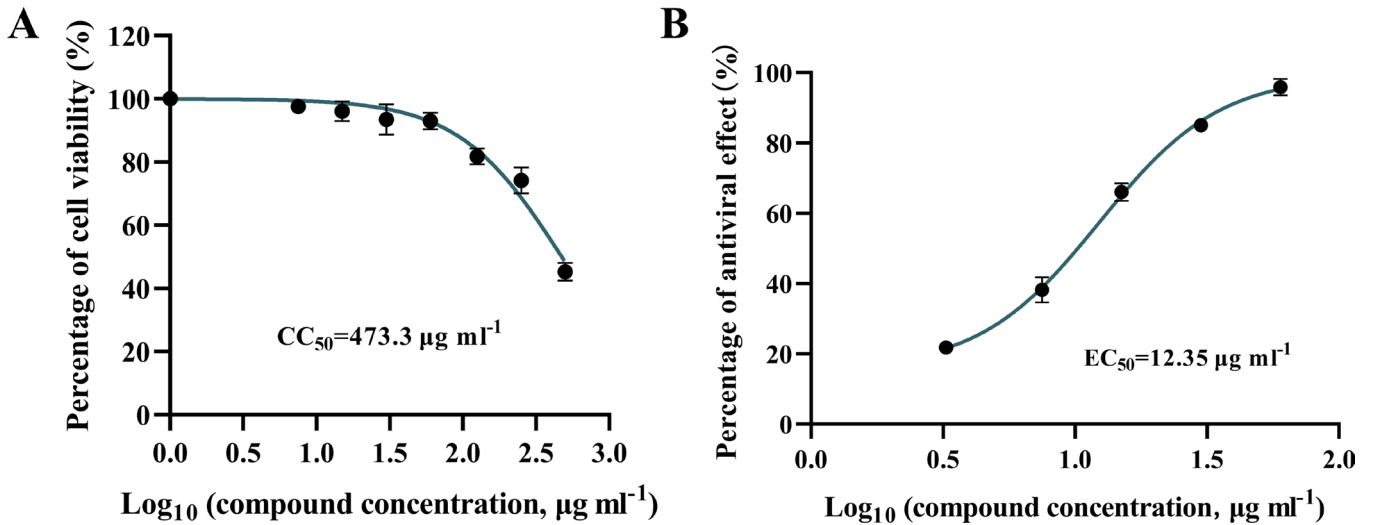 A
Percentage of cell viability (%)
120
100
80
60
40
20
0
CC50=473.3 μg ml-1
0.0 0.5 1.0 1.5 2.0 2.5 3.0
Log10 (compound concentration, μg ml-1)
B
Percentage of antiviral effect (%)
100
80
60
40
20
0
EC50=12.35 μg ml-1
0.0 0.5 1.0 1.5 2.0
Log10 (compound concentration, μg ml-1)